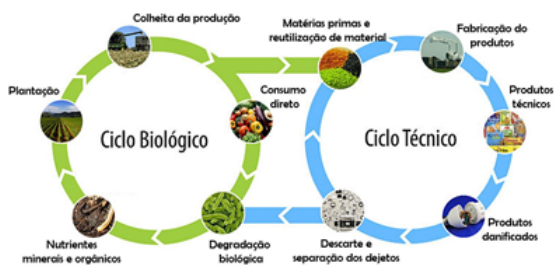 Colheita da produção
Matérias primas e
reutilização de material
Fabricação do
produtos
Plantação
Consumo
direto
Produtos
técnicos
Ciclo Biológico
Ciclo Técnico
Nutrientes
minerais e orgânicos
Degradação
biológica
Descarte e
separação dos dejetos
Produtos
danificados